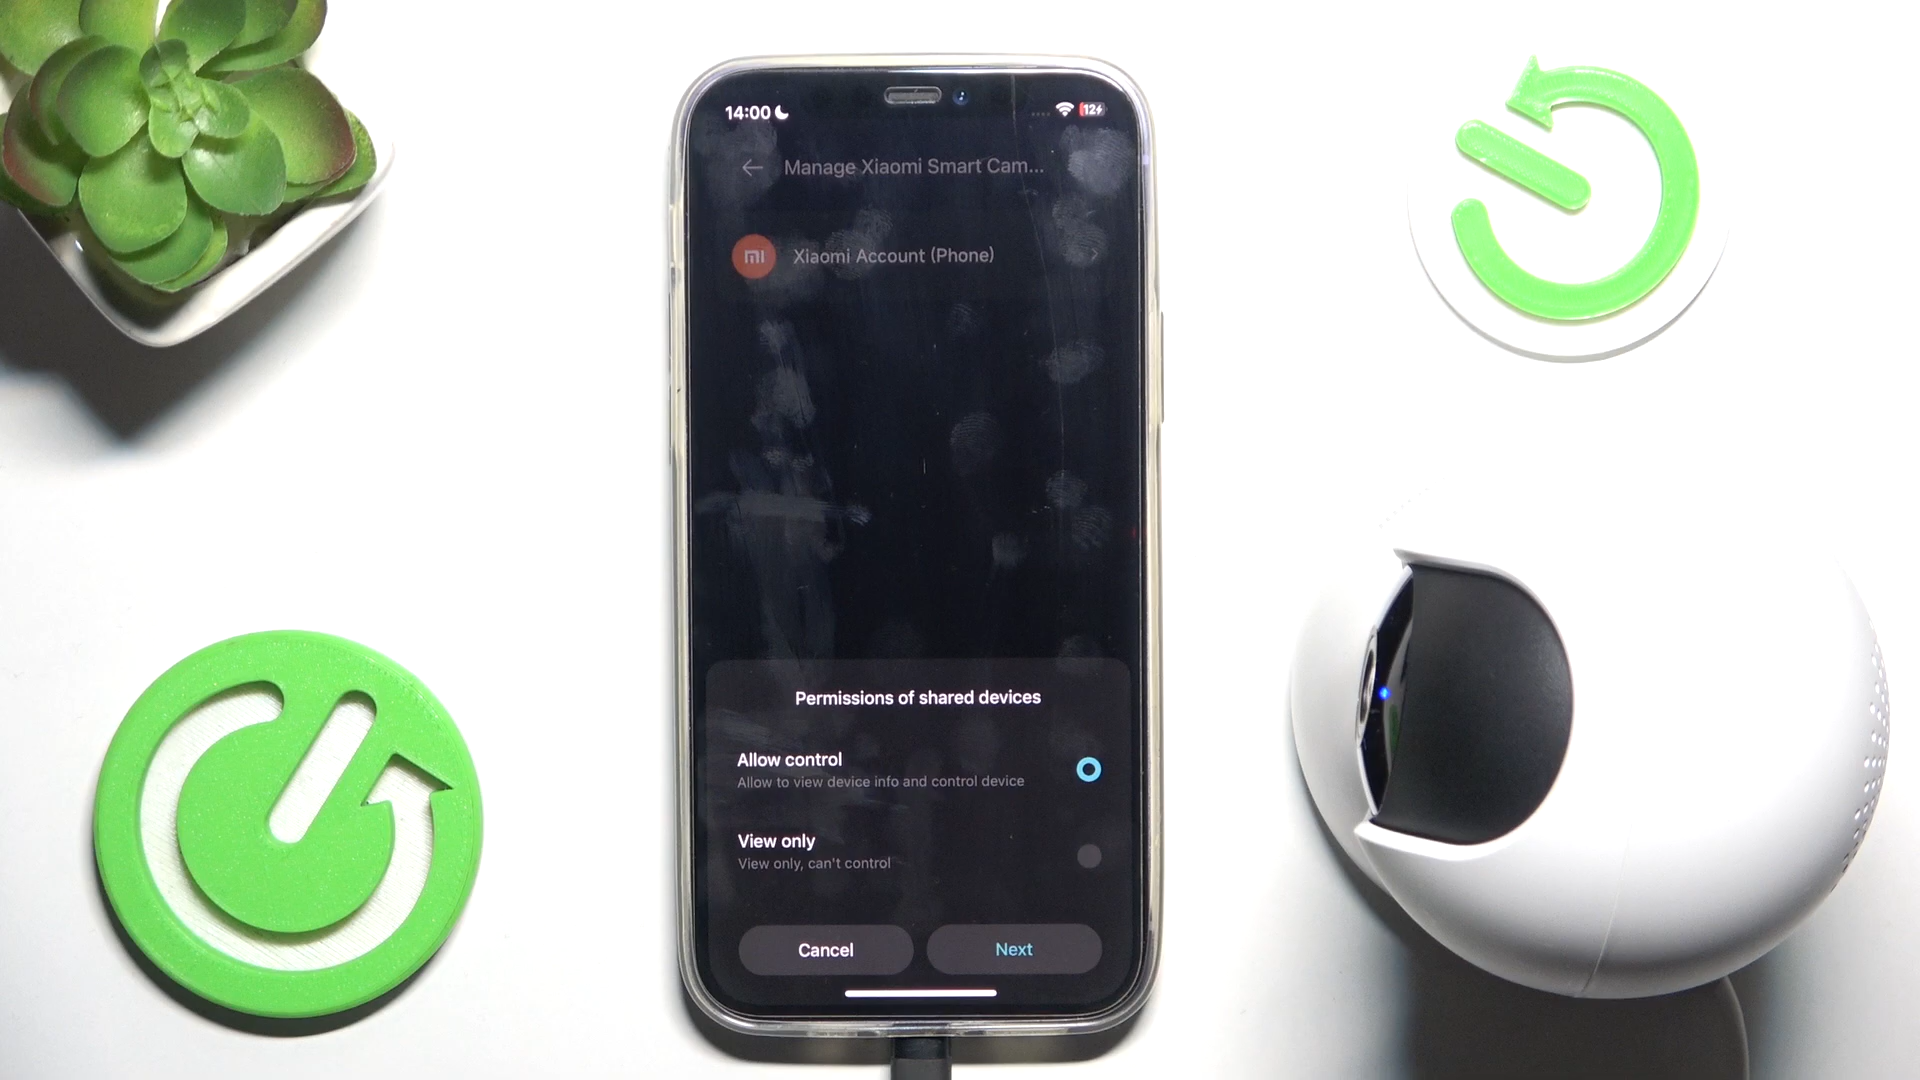 14:00
12
Manage Xiaomi Smart Cam...
mi
Xiaomi Account (Phone)
Permissions of shared devices
Allow control
Allow to view device info and control device
View only
View only, can't control
Cancel
Next